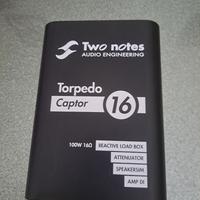 Two notes
AUDIO ENGINEERING
Torpedo
Captor 16
100W 16Ω REACTIVE LOAD BOX
ATTENUATOR
SPEAKERSIM
AMP DI